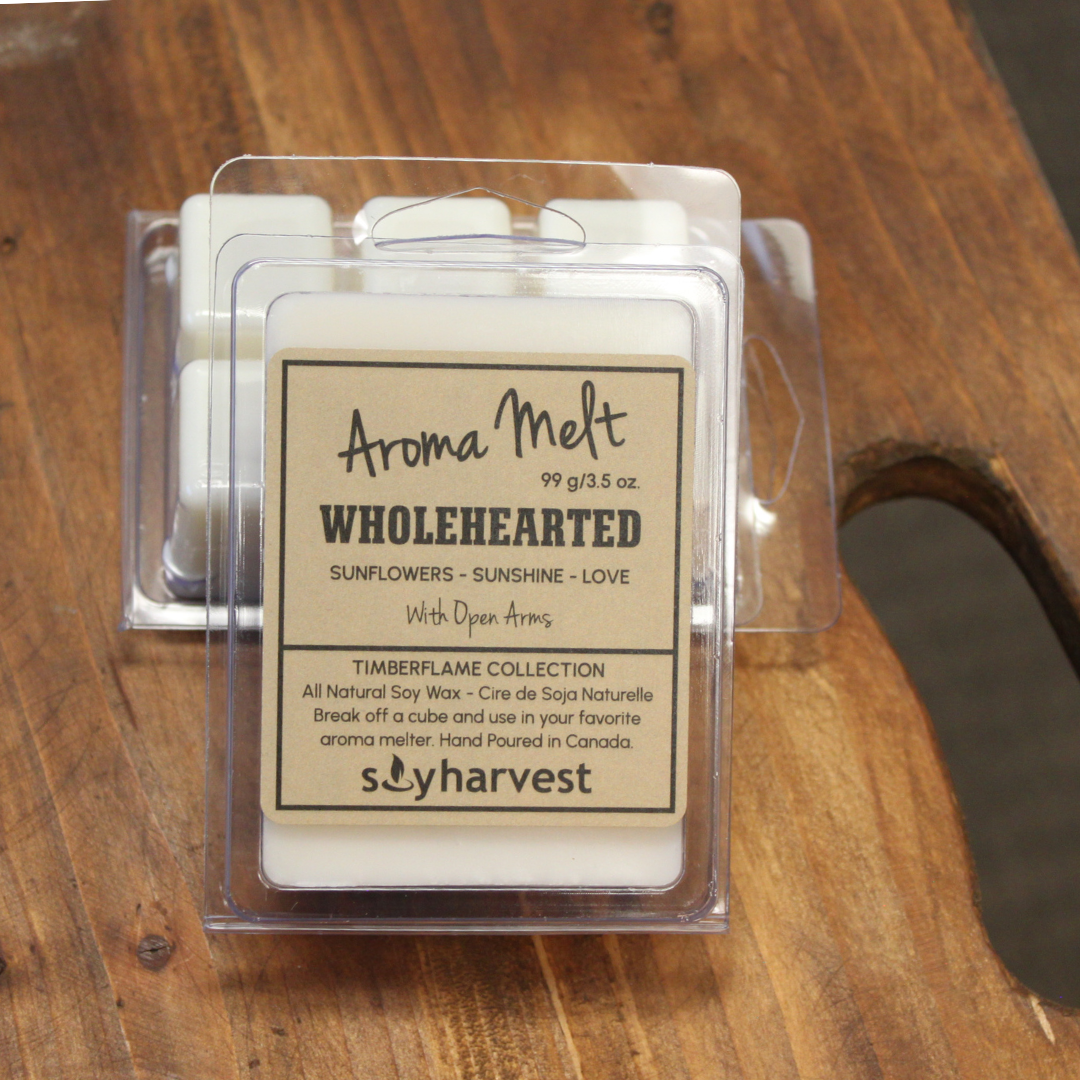 Aroma Melt
99 g/3.5 oz.
WHOLEHEARTED
SUNFLOWERS - SUNSHINE - LOVE
With Open Arms
TIMBERFLAME COLLECTION
All Natural Soy Wax - Cire de Soja Naturelle
Break off a cube and use in your favorite
aroma melter. Hand Poured in Canada.
soyharvest